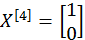 X^[4] = [1
0]